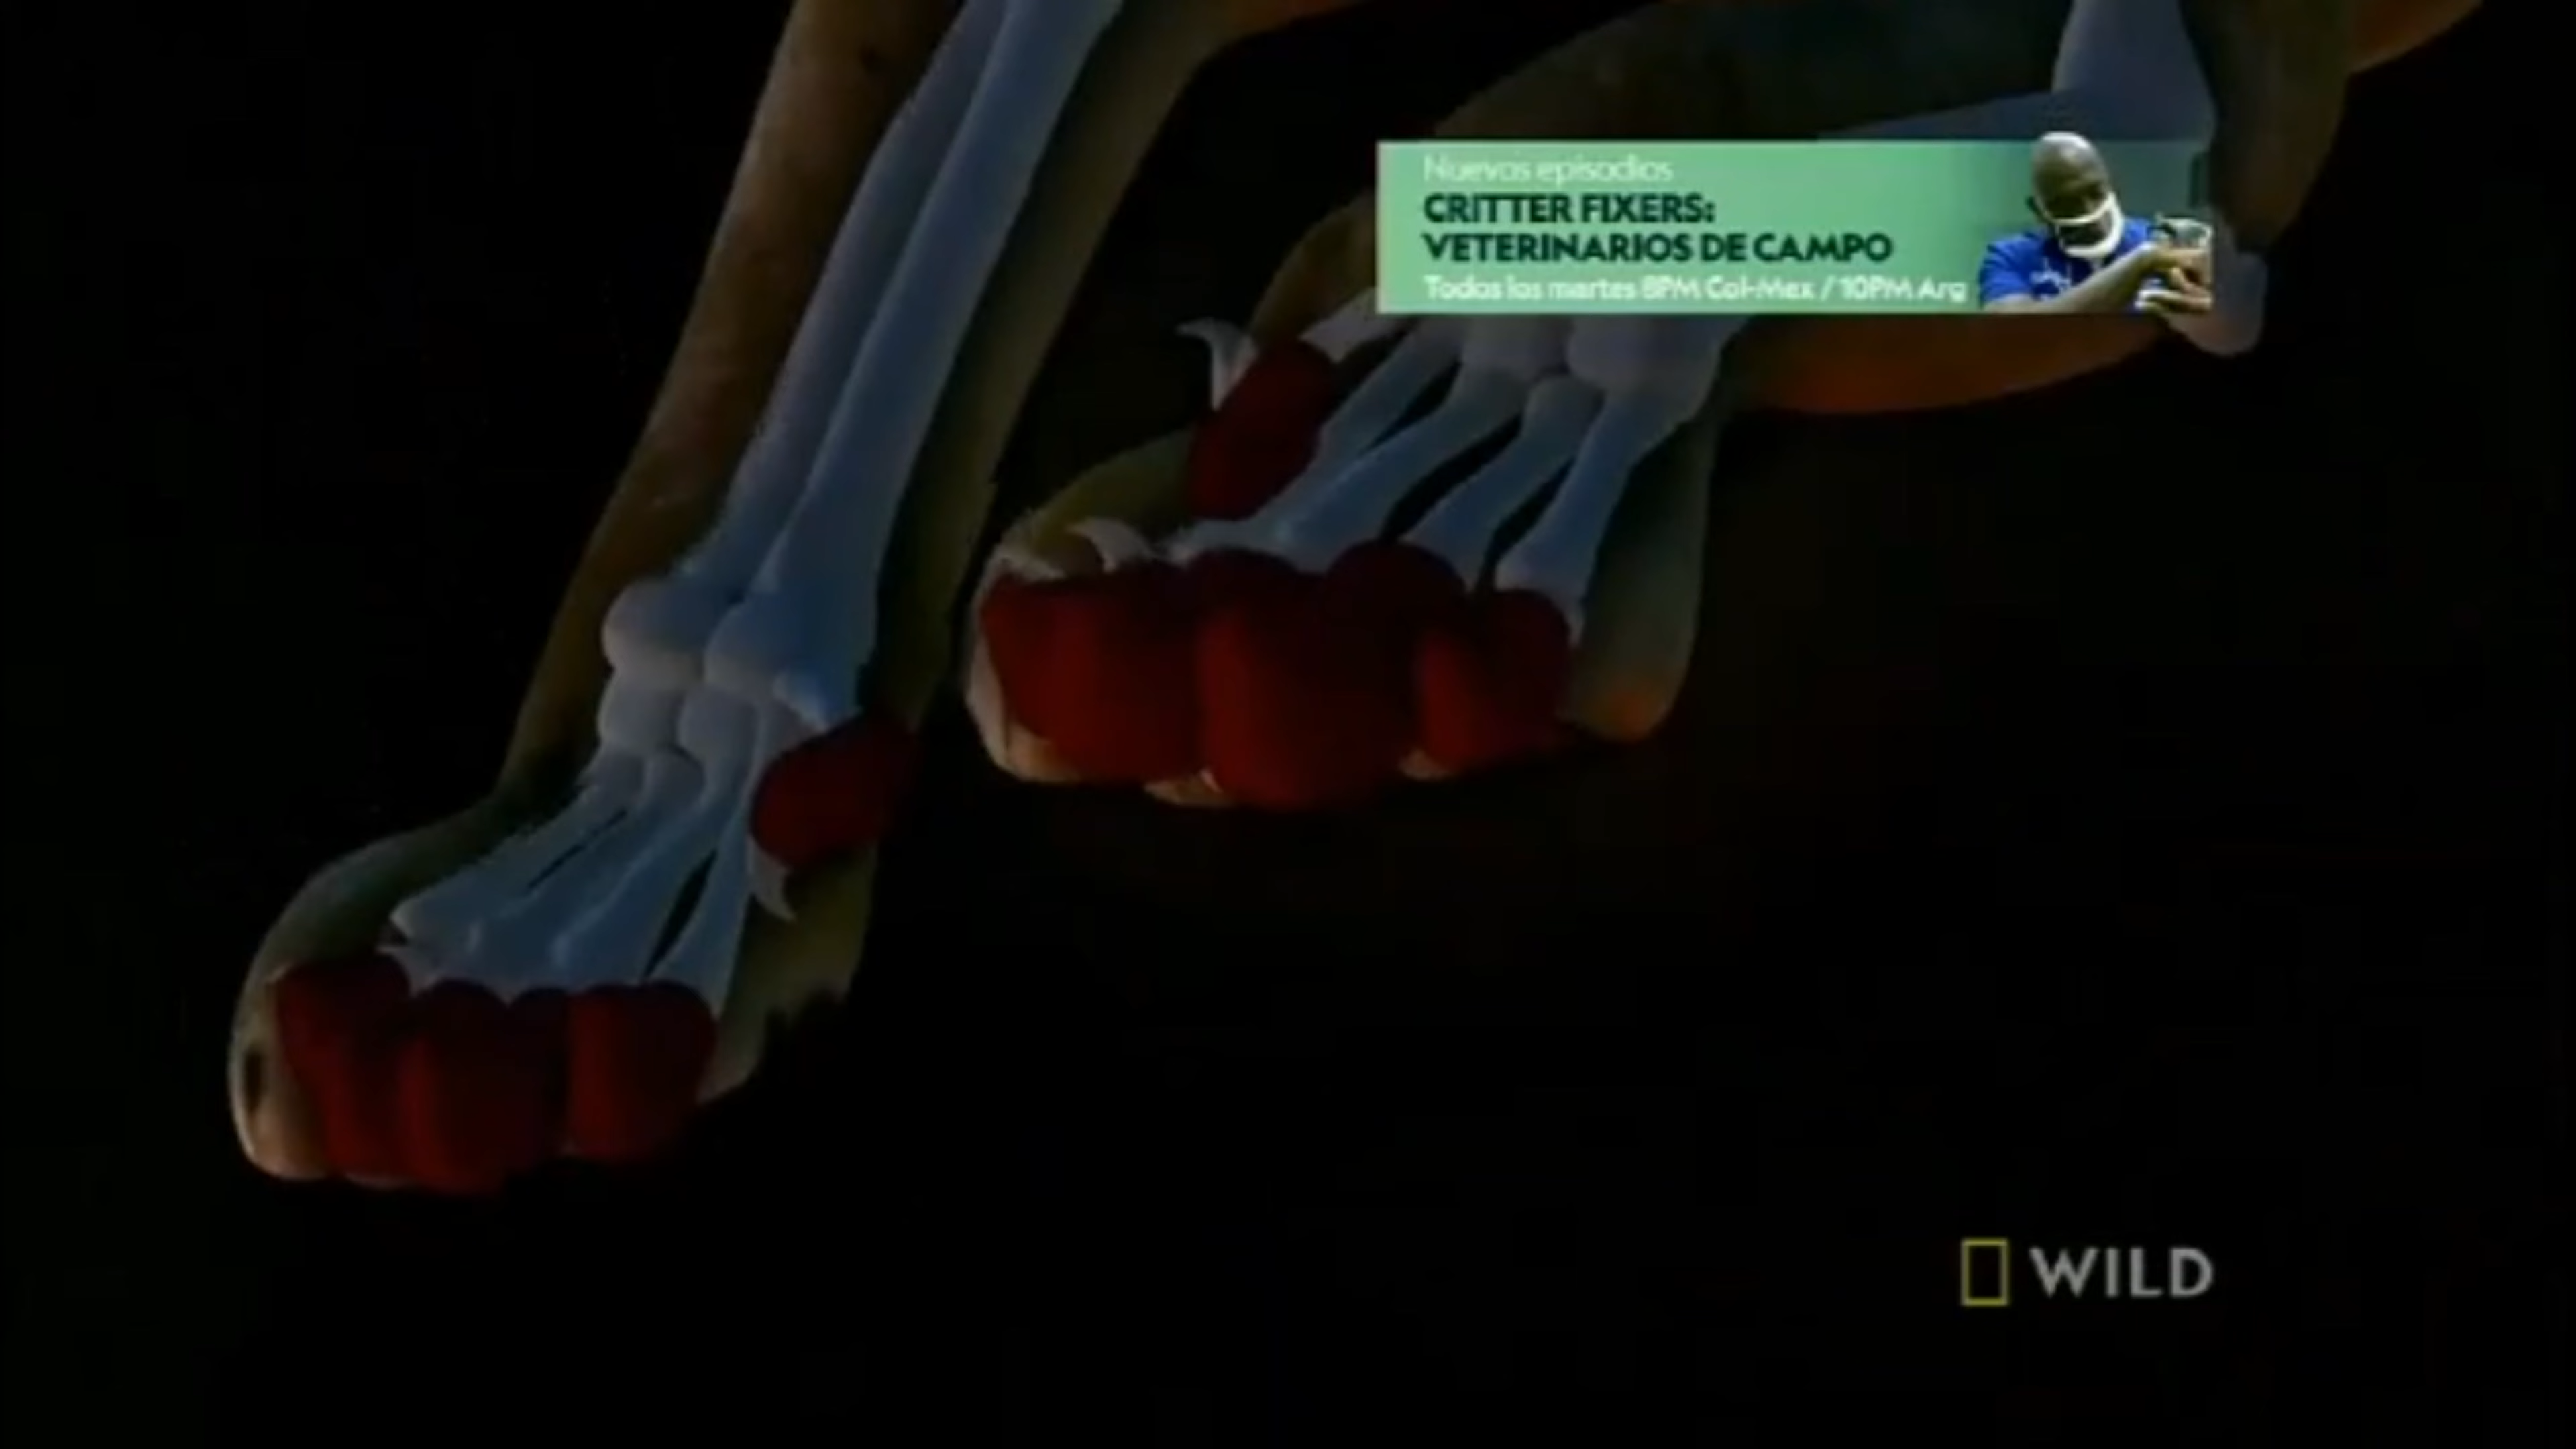 Nuevos episodios
CRITTER FIXERS:
VETERINARIOS DE CAMPO
Todos los martes 8PM Col-Mex / 10PM Arg
WILD